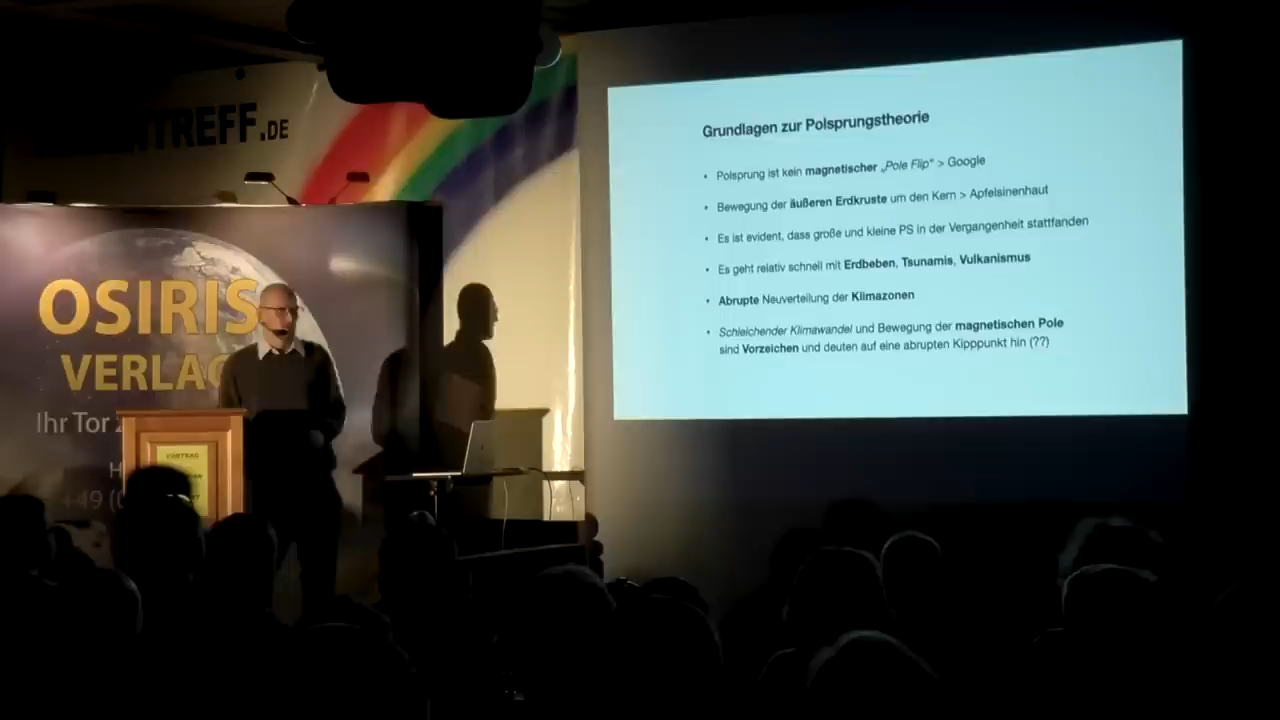 TREFF.DE
OSIRIS
VERLAG
Ihr Tor
+49 (0
VORTRAG
Grundlagen zur Polsprungstheorie
• Polsprung ist kein magnetischer „Pole Flip“ > Google
• Bewegung der äußeren Erdkruste um den Kern > Apfelsinenhaut
• Es ist evident, dass große und kleine PS in der Vergangenheit stattfanden
• Es geht relativ schnell mit Erdbeben, Tsunamis, Vulkanismus
• Abrupte Neuverteilung der Klimazonen
• Schleichender Klimawandel und Bewegung der magnetischen Pole
sind Vorzeichen und deuten auf eine abrupten Kipppunkt hin (??)